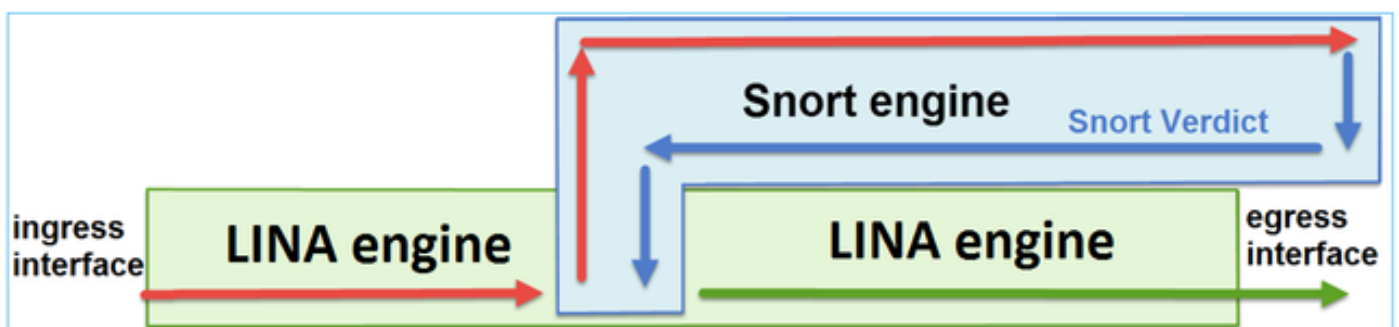 Snort engine
Snort Verdict
ingress
interface
LINA engine
LINA engine
egress
interface